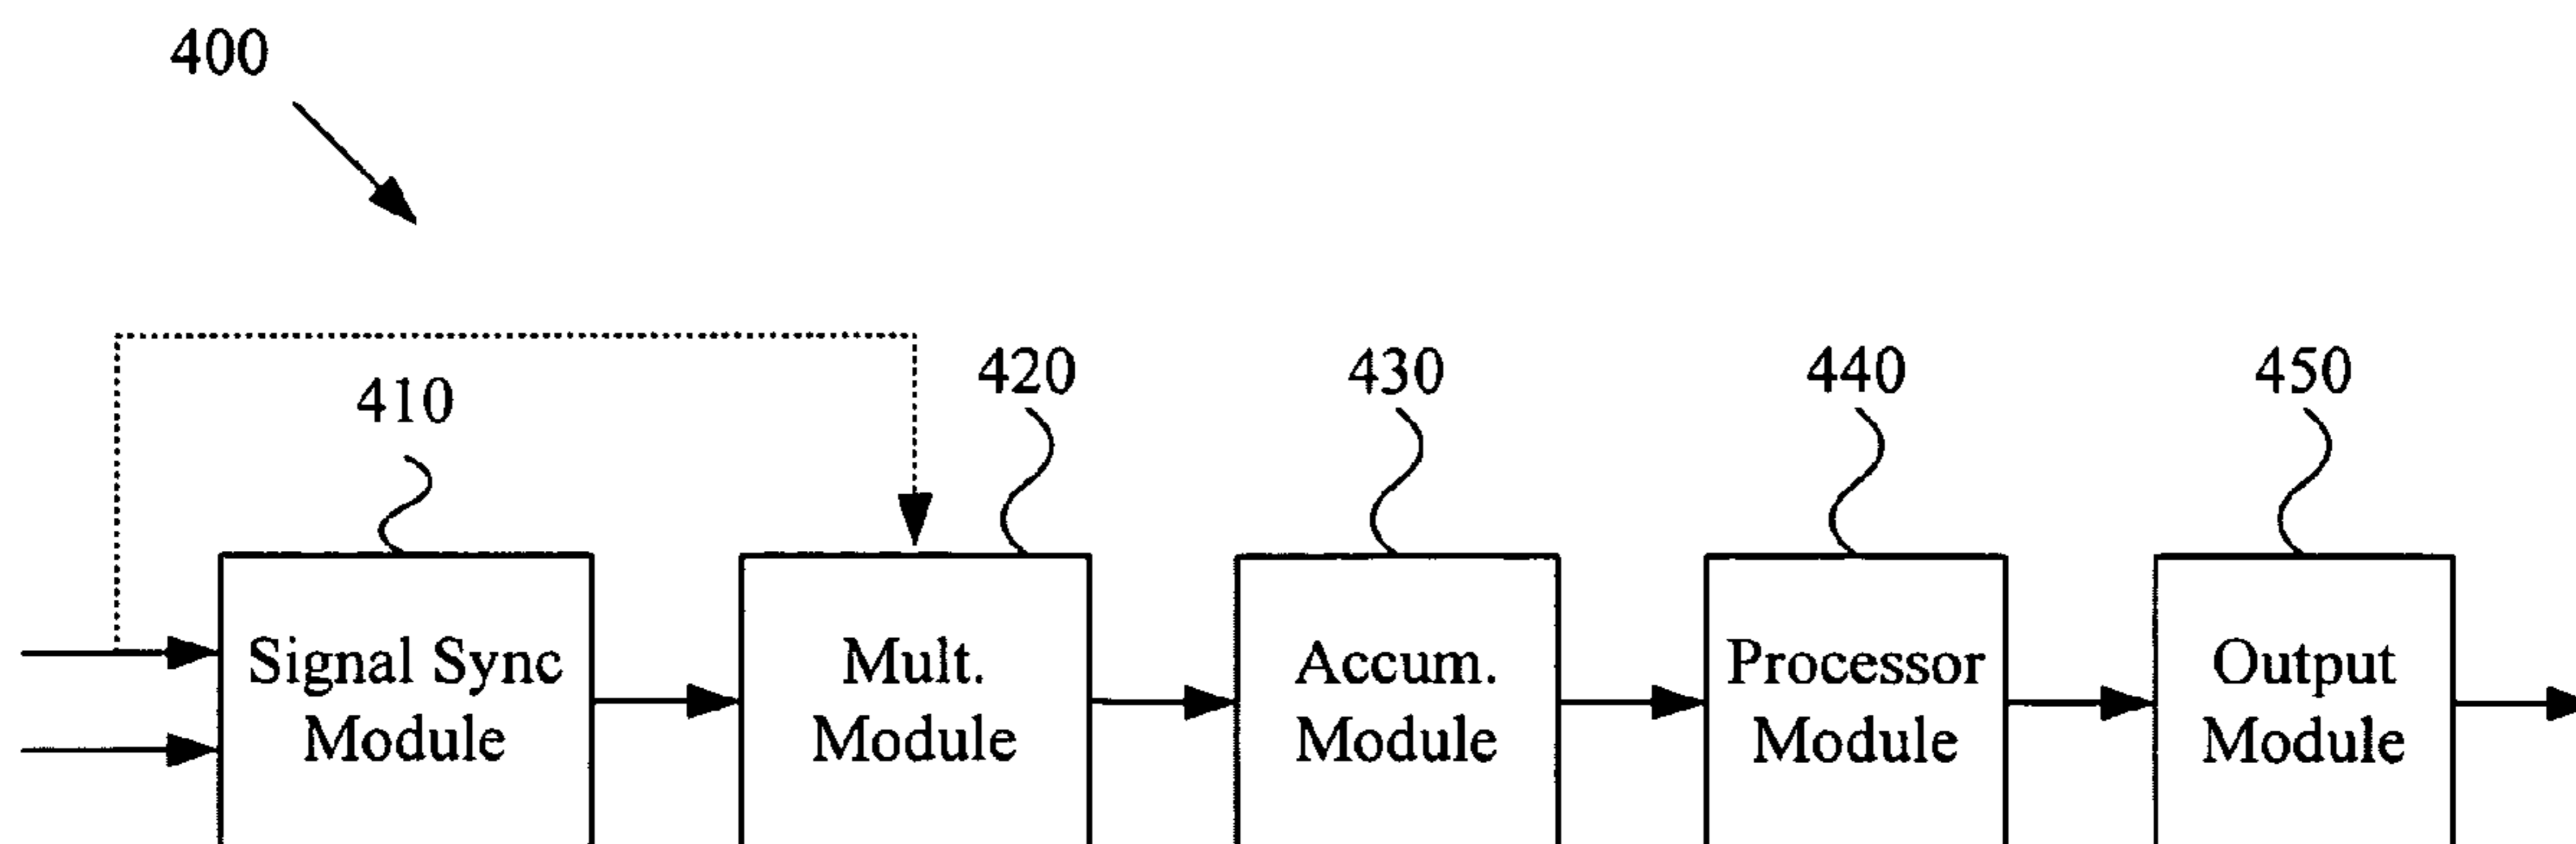 400
410
420
430
440
450
Signal Sync
Module
Mult.
Module
Accum.
Module
Processor
Module
Output
Module